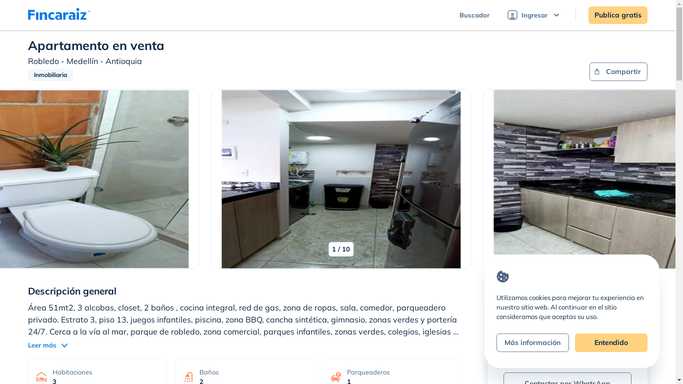 Fincaraiz
Buscador
Ingresar
Publica gratis
Apartamento en venta
Robledo - Medellín - Antioquia
Inmobiliaria
Compartir
1 / 10
Descripción general
Área 51mt2, 3 alcobas, closet, 2 baños , cocina integral, red de gas, zona de ropas, sala, comedor, parqueadero
privado. Estrato 3, piso 13, juegos infantiles, piscina, zona BBQ, cancha sintética, gimnasio, zonas verdes y portería
24/7. Cerca a la vía al mar, parque de robledo, zona comercial, parques infantiles, zonas verdes, colegios, iglesias ...
Leer más
Habitaciones
3
Baños
2
Parqueaderos
1
Utilizamos cookies para mejorar tu experiencia en
nuestro sitio web. Al continuar en el sitio
consideramos que aceptas su uso.
Más información
Entendido
Contactar por WhatsApp